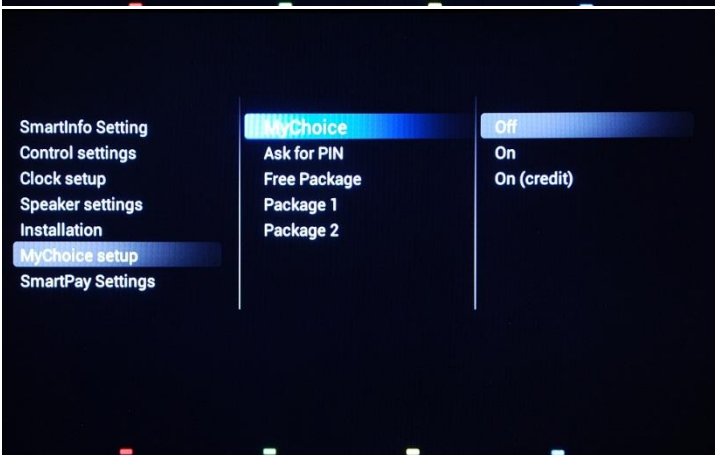 SmartInfo Setting
Control settings
Clock setup
Speaker settings
Installation
MyChoice setup
SmartPay Settings
MyChoice
Ask for PIN
Free Package
Package 1
Package 2
Off
On
On (credit)